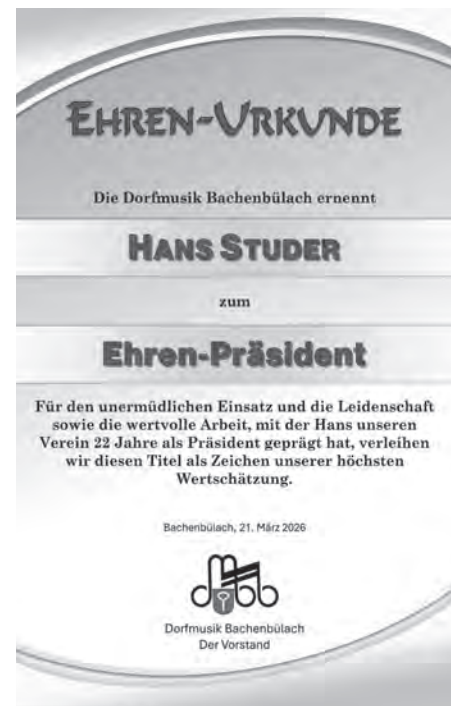 EHREN-URKUNDE
Die Dorfmusik Bachenbülach ernennt
HANS STUDER
zum
Ehren-Präsident
Für den unermüdlichen Einsatz und die Leidenschaft
sowie die wertvolle Arbeit, mit der Hans unseren
Verein 22 Jahre als Präsident geprägt hat, verleihen
wir diesen Titel als Zeichen unserer höchsten
Wertschätzung.
Bachenbülach, 21. März 2026
dMbb
Dorfmusik Bachenbülach
Der Vorstand